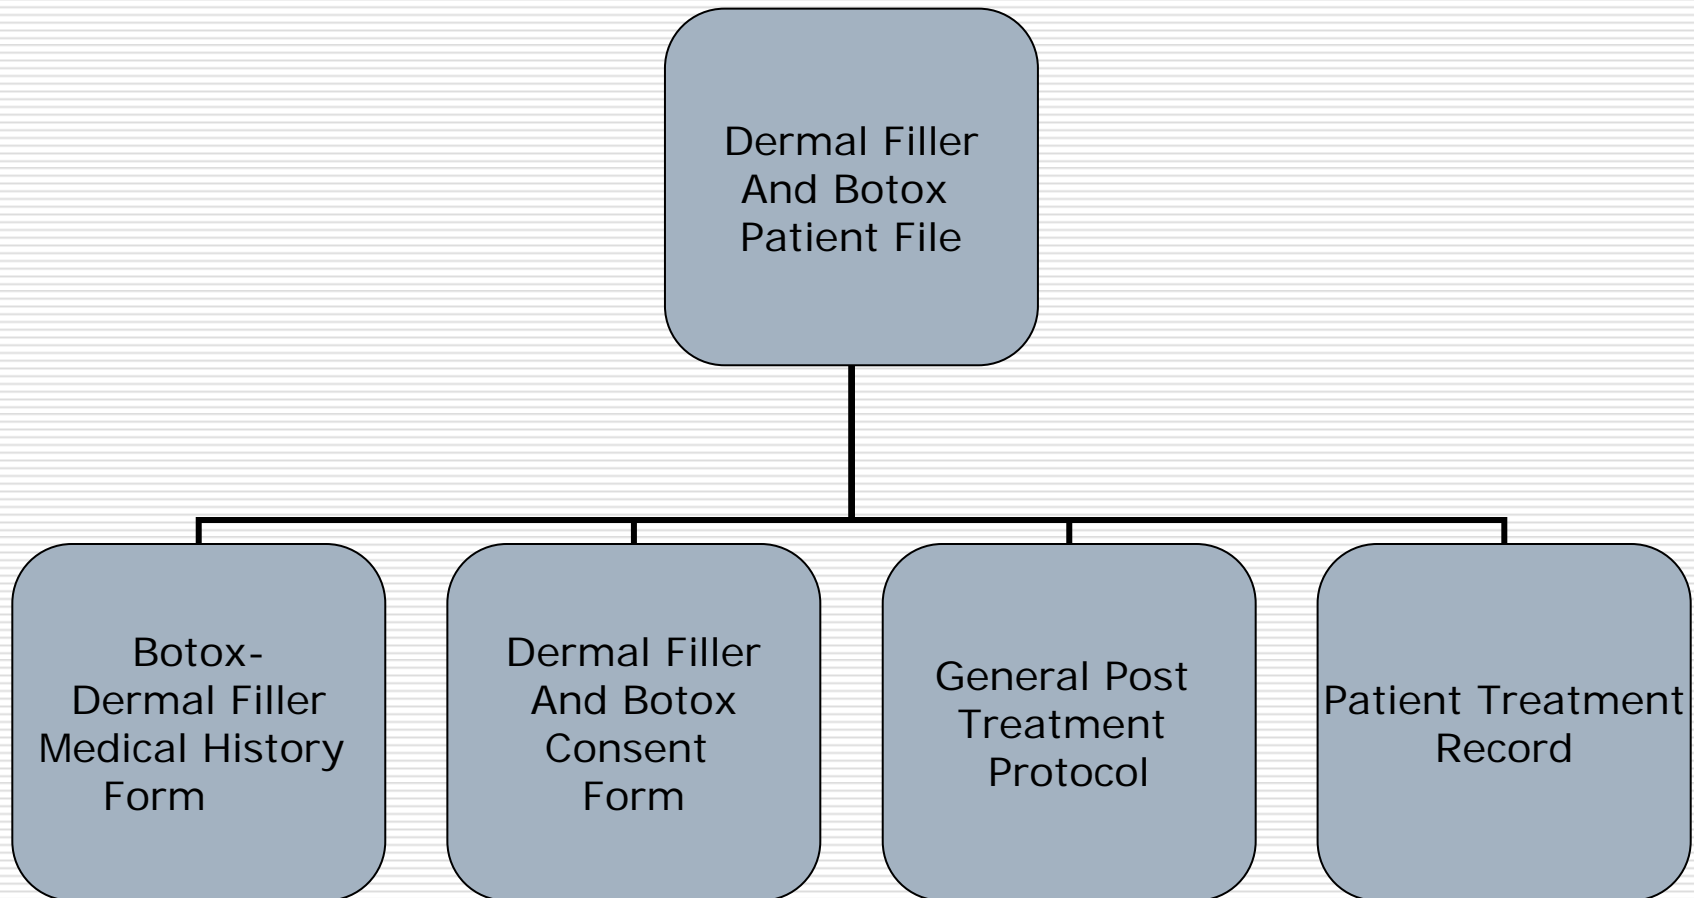 Dermal Filler
And Botox
Patient File
Botox-
Dermal Filler
Medical History
Form
Dermal Filler
And Botox
Consent
Form
General Post
Treatment
Protocol
Patient Treatment
Record